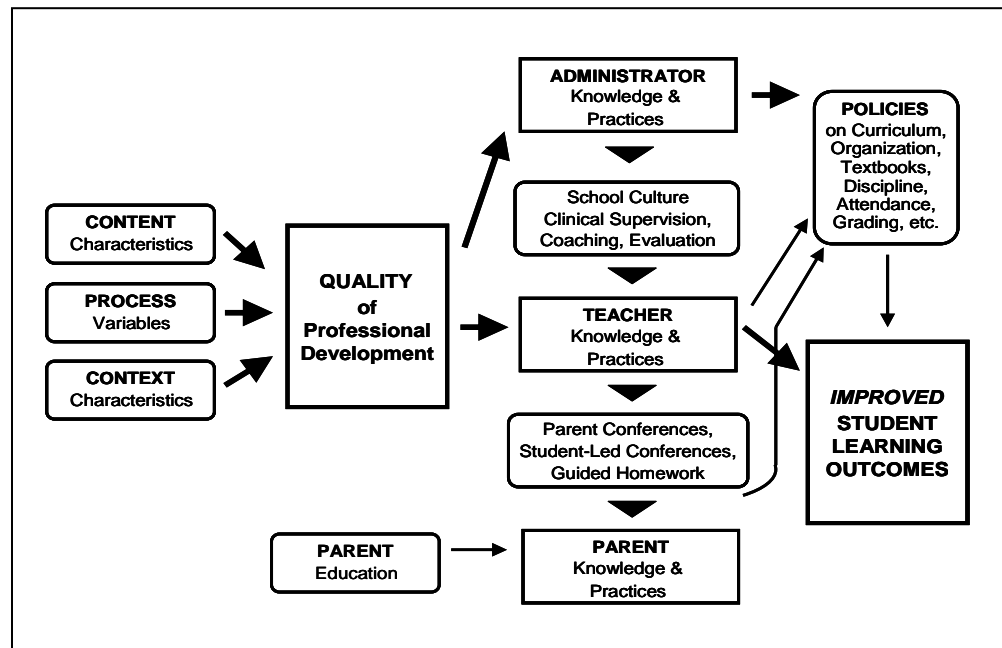 ADMINISTRATOR
Knowledge &
Practices
POLICIES
on Curriculum,
Organization,
Textbooks,
Discipline,
Attendance,
Grading, etc.
School Culture
Clinical Supervision,
Coaching, Evaluation
CONTENT
Characteristics
PROCESS
Variables
CONTEXT
Characteristics
QUALITY
of
Professional
Development
TEACHER
Knowledge &
Practices
IMPROVED
STUDENT
LEARNING
OUTCOMES
Parent Conferences,
Student-Led Conferences,
Guided Homework
PARENT
Education
PARENT
Knowledge &
Practices